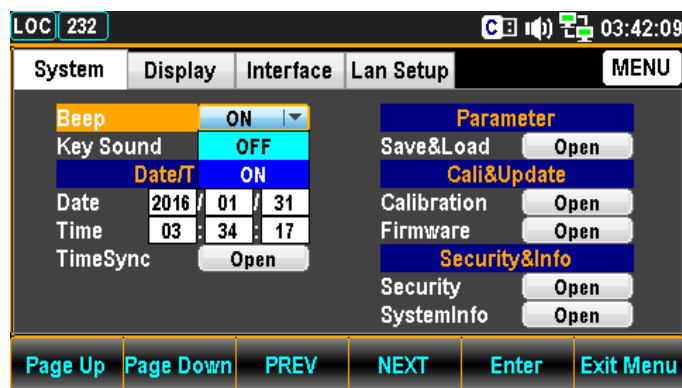 LOC 232 C 03:42:09
System Display Interface Lan Setup MENU
Beep ON
Key Sound OFF
Date/T ON
Date 2016 / 01 / 31
Time 03 : 34 : 17
TimeSync Open
Parameter
Save&Load Open
Cali&Update
Calibration Open
Firmware Open
Security&Info
Security Open
SystemInfo Open
Page Up Page Down PREV NEXT Enter Exit Menu